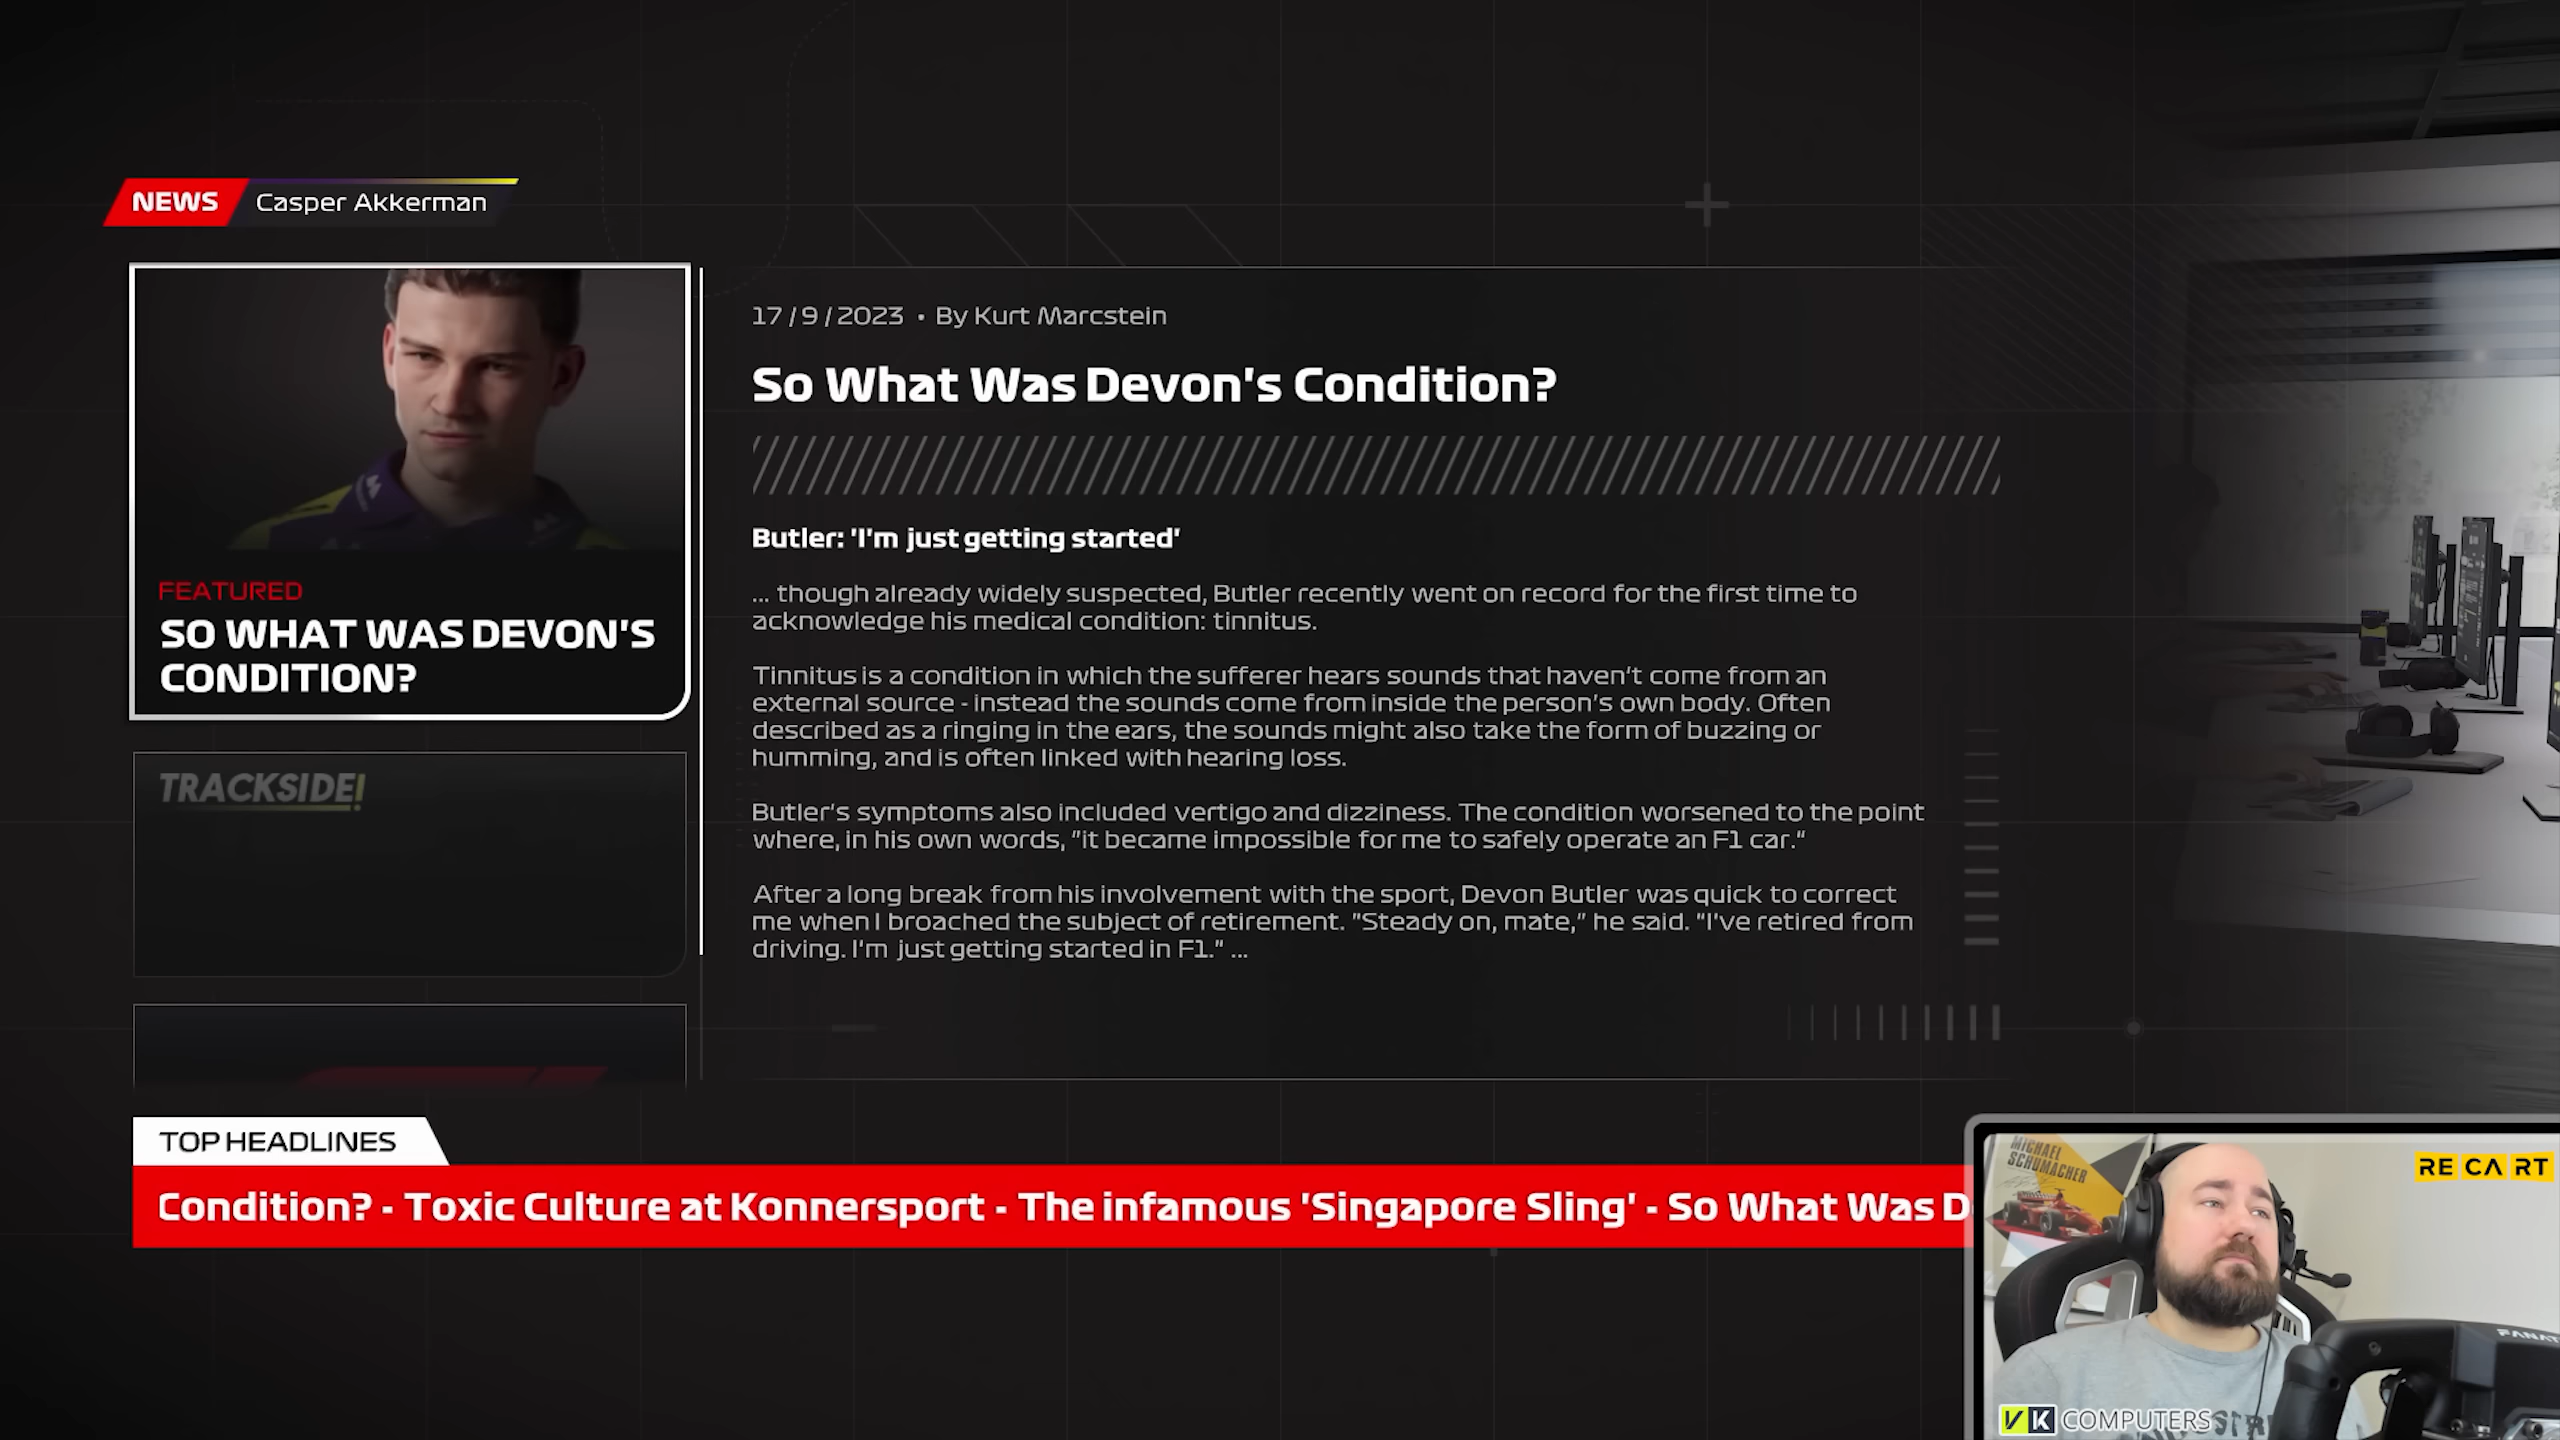 NEWS Casper Akkerman
FEATURED
SO WHAT WAS DEVON'S
CONDITION?
TRACKSIDE!
17/9/2023 • By Kurt Marcstein
So What Was Devon's Condition?
Butler: 'I'm just getting started'
... though already widely suspected, Butler recently went on record for the first time to
acknowledge his medical condition: tinnitus.
Tinnitus is a condition in which the sufferer hears sounds that haven't come from an
external source - instead the sounds come from inside the person's own body. Often
described as a ringing in the ears, the sounds might also take the form of buzzing or
humming, and is often linked with hearing loss.
Butler's symptoms also included vertigo and dizziness. The condition worsened to the point
where, in his own words, "it became impossible for me to safely operate an F1 car."
After a long break from his involvement with the sport, Devon Butler was quick to correct
me when I broached the subject of retirement. "Steady on, mate," he said. "I've retired from
driving. I'm just getting started in F1." ...
TOP HEADLINES
Condition? - Toxic Culture at Konnersport - The infamous 'Singapore Sling' - So What Was D
MICHAEL
SCHUMACHER
RE CA RT
FANAT
VK COMPUTERS